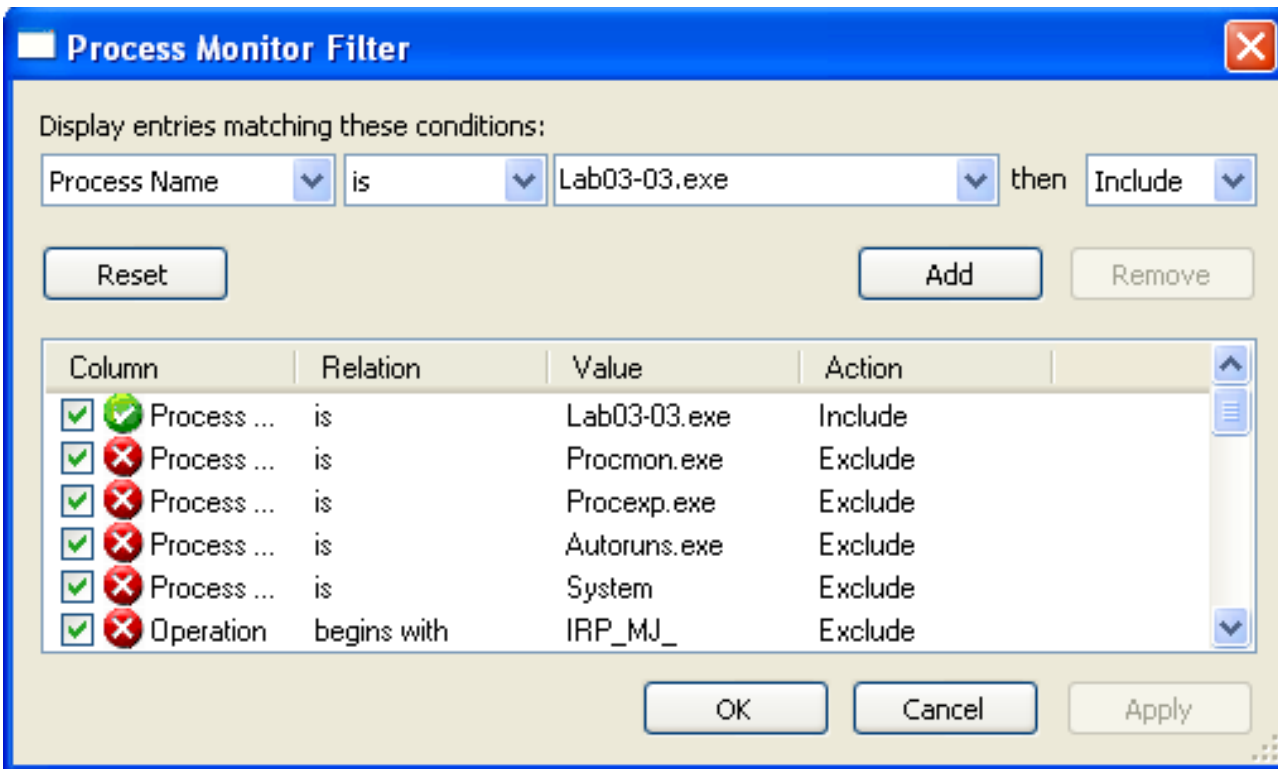 Process Monitor Filter
Display entries matching these conditions:
Process Name is Lab03-03.exe then Include
Reset Add Remove
Column Relation Value Action
Process ... is Lab03-03.exe Include
Process ... is Procmon.exe Exclude
Process ... is Procexp.exe Exclude
Process ... is Autoruns.exe Exclude
Process ... is System Exclude
Operation begins with IRP_MJ_ Exclude
OK Cancel Apply